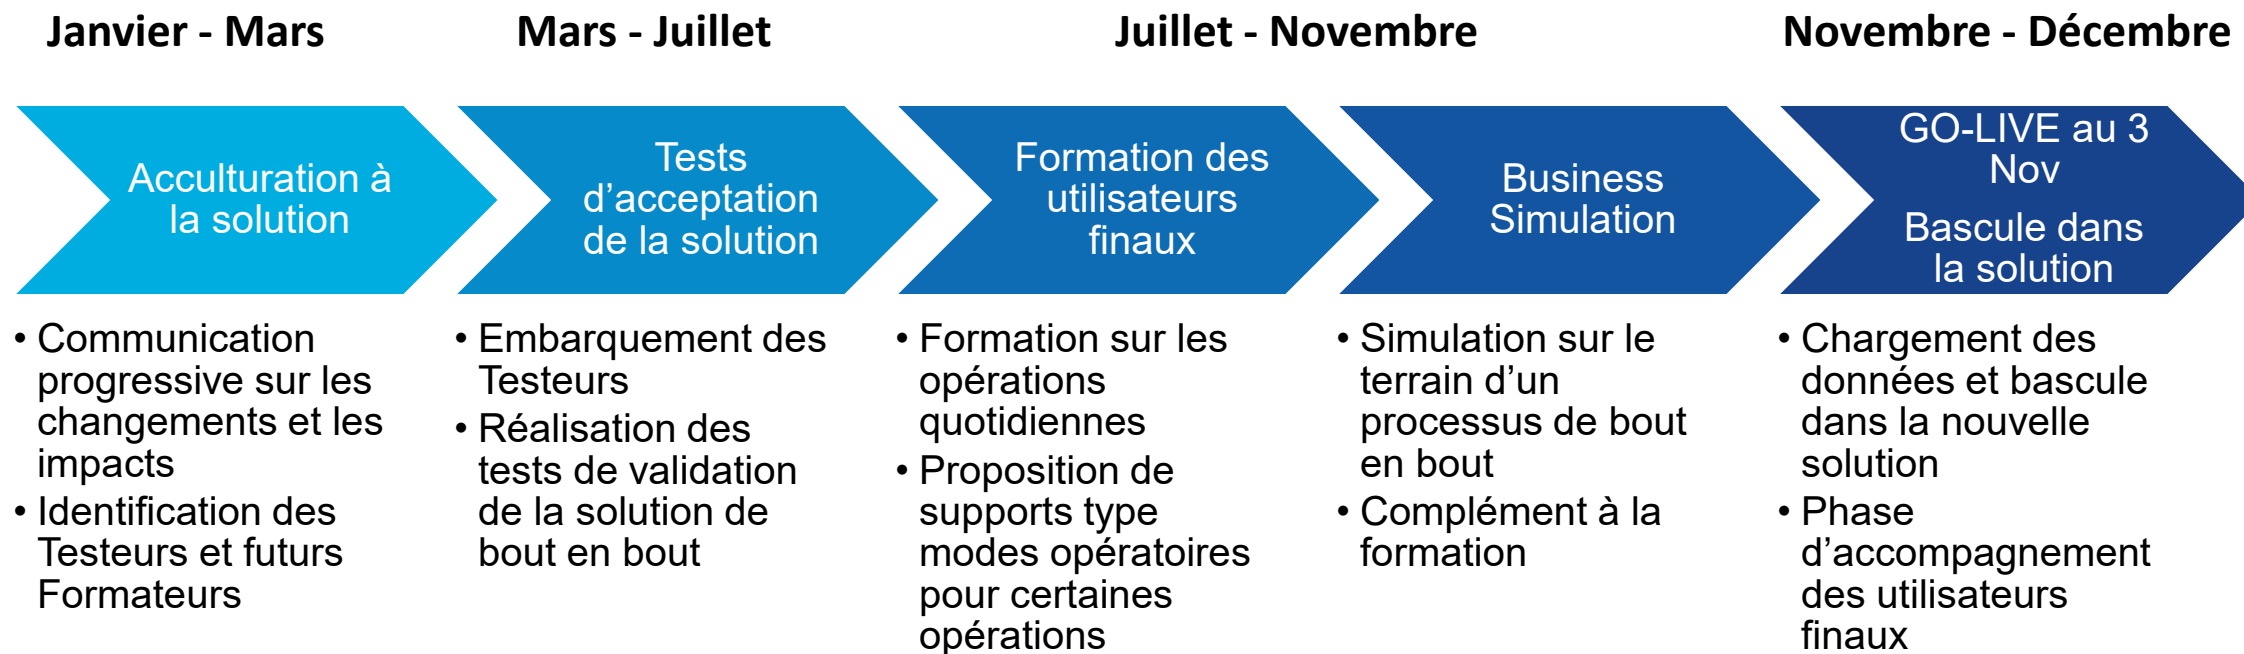 Janvier - Mars
Mars - Juillet
Juillet - Novembre
Novembre - Décembre
Acculturation à
la solution
Tests
d’acceptation
de la solution
Formation des
utilisateurs
finaux
Business
Simulation
GO-LIVE au 3
Nov
Bascule dans
la solution
• Communication
progressive sur les
changements et les
impacts
• Identification des
Testeurs et futurs
Formateurs
• Embarquement des
Testeurs
• Réalisation des
tests de validation
de la solution de
bout en bout
• Formation sur les
opérations
quotidiennes
• Proposition de
supports type
modes opératoires
pour certaines
opérations
• Simulation sur le
terrain d’un
processus de bout
en bout
• Complément à la
formation
• Chargement des
données et bascule
dans la nouvelle
solution
• Phase
d’accompagnement
des utilisateurs
finaux